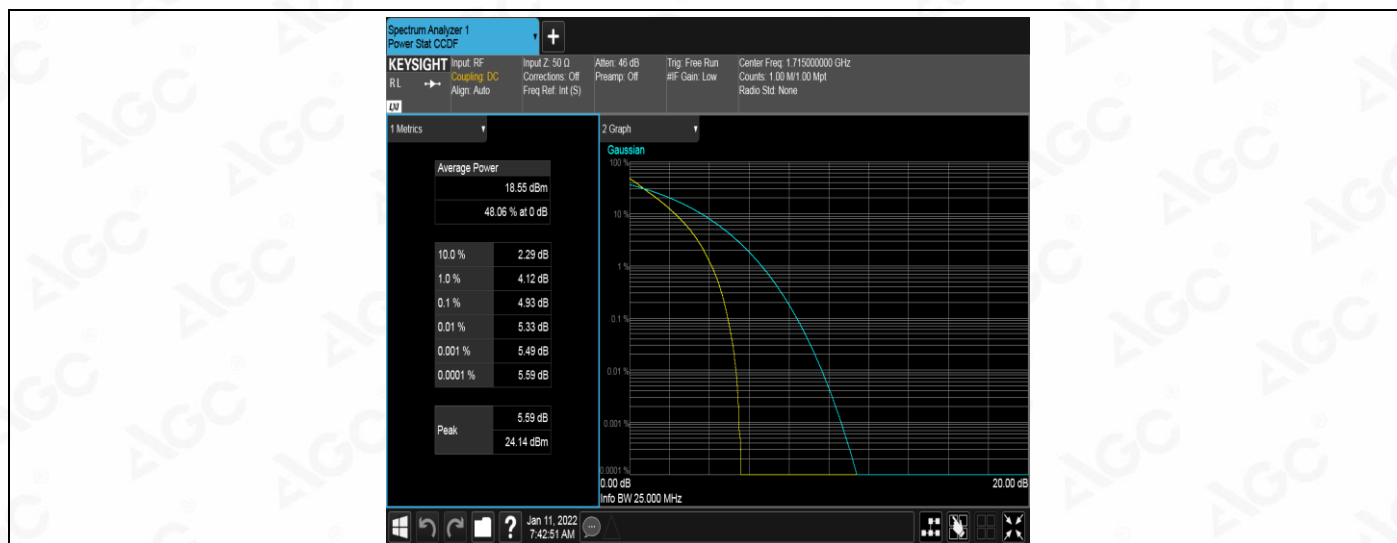 Spectrum Analyzer 1
Power Stat CCDF
KEYSIGHT
R L
LXI
Input: RF
Coupling: DC
Align: Auto
Input Z: 50 Ω
Corrections: Off
Freq Ref: Int (S)
Atten: 46 dB
Preamp: Off
Trig: Free Run
#IF Gain: Low
Center Freq: 1.715000000 GHz
Counts: 1.00 M/1.00 Mpt
Radio Std: None
1 Metrics
Average Power
18.55 dBm
48.06 % at 0 dB
10.0 % 2.29 dB
1.0 % 4.12 dB
0.1 % 4.93 dB
0.01 % 5.33 dB
0.001 % 5.49 dB
0.0001 % 5.59 dB
Peak
5.59 dB
24.14 dBm
2 Graph
Gaussian
100 %
10 %
1 %
0.1 %
0.01 %
0.001 %
0.0001 %
0.00 dB 20.00 dB
Info BW 25.000 MHz
Jan 11, 2022
7:42:51 AM
AGC